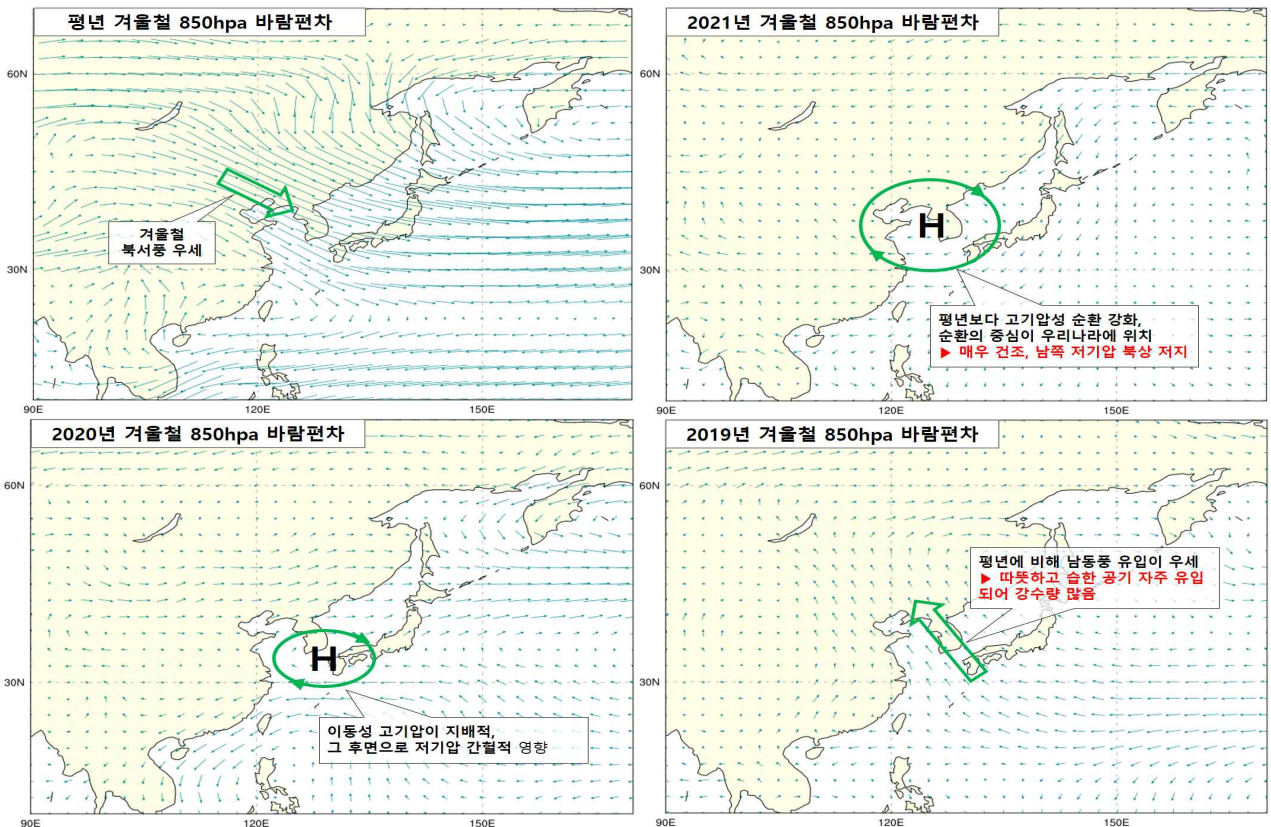 평년 겨울철 850hpa 바람편차
60N
겨울철
북서풍 우세
30N
90E
120E
150E
2021년 겨울철 850hpa 바람편차
60N
H
30N
평년보다 고기압성 순환 강화,
순환의 중심이 우리나라에 위치
▶ 매우 건조, 남쪽 저기압 북상 저지
90E
120E
150E
2020년 겨울철 850hpa 바람편차
60N
H
30N
이동성 고기압이 지배적,
그 후면으로 저기압 간헐적 영향
90E
120E
150E
2019년 겨울철 850hpa 바람편차
60N
평년에 비해 남동풍 유입이 우세
▶ 따뜻하고 습한 공기 자주 유입
되어 강수량 많음
30N
90E
120E
150E